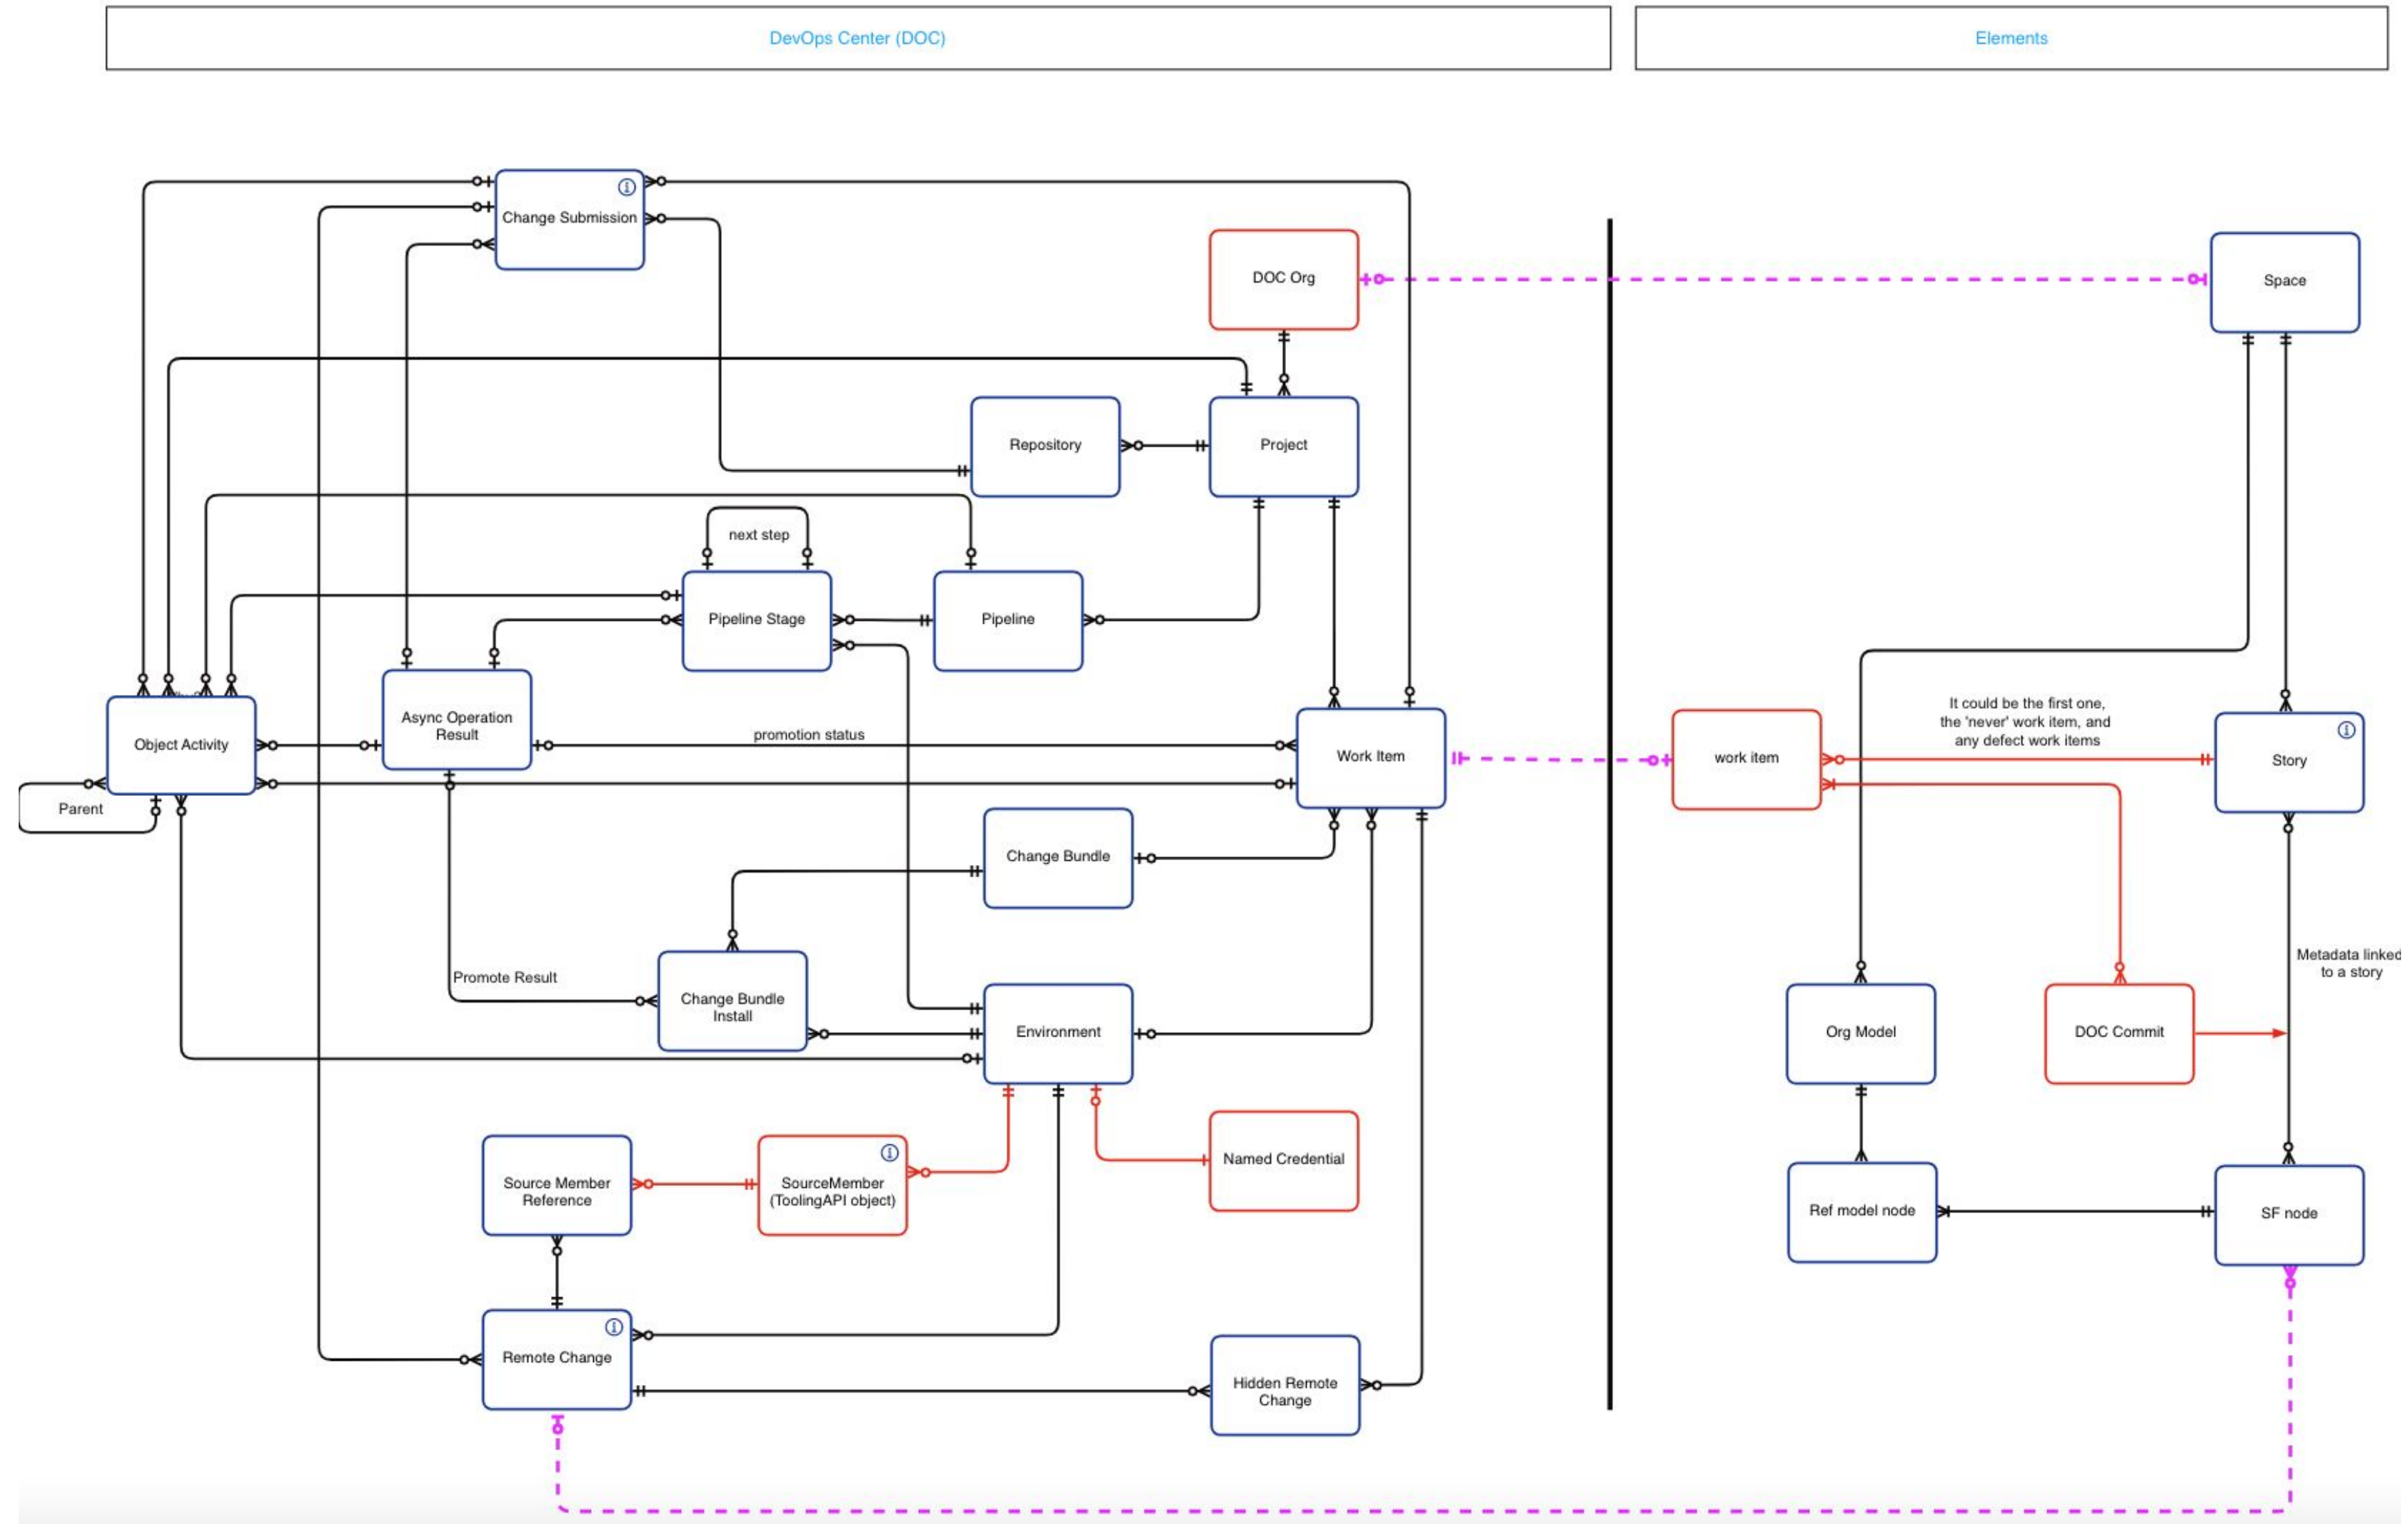 DevOps Center (DOC)
Elements
Change Submission
DOC Org
Space
Repository
Project
next step
Pipeline Stage
Pipeline
Async Operation
Result
Object Activity
promotion status
Work Item
work item
It could be the first one,
the 'never' work item, and
any defect work items
Story
Parent
Change Bundle
Promote Result
Change Bundle
Install
Environment
Org Model
DOC Commit
Metadata linked
to a story
Named Credential
Source Member
Reference
SourceMember
(ToolingAPI object)
Ref model node
SF node
Remote Change
Hidden Remote
Change